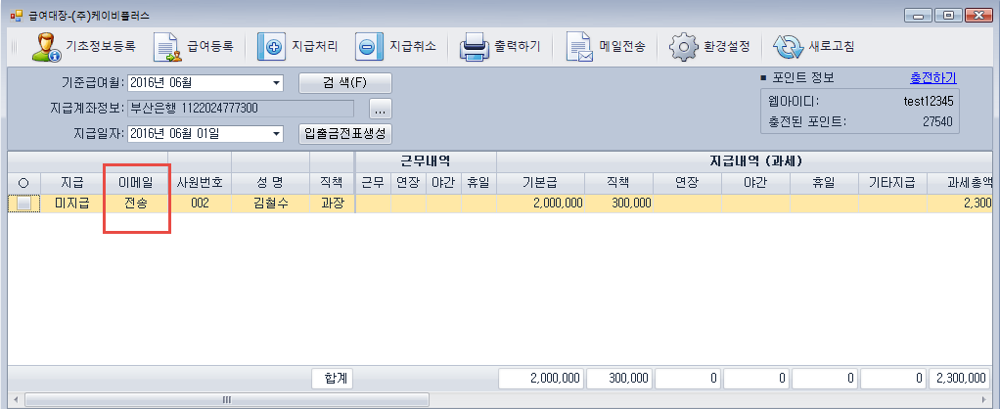 급여대장-(주)케이비플러스
기초정보등록 급여등록 지급처리 지급취소 출력하기 메일전송 환경설정 새로고침
기준급여월: 2016년 06월 검 색(F)
지급계좌정보: 부산은행 1122024777300 ...
지급일자: 2016년 06월 01일 입출금전표생성
■ 포인트 정보 충전하기
웹아이디: test12345
충전된 포인트: 27540
근무내역 지급내역 (과세)
지급 이메일 사원번호 성 명 직책 근무 연장 야간 휴일 기본급 직책 연장 야간 휴일 기타지급 과세총액
미지급 전송 002 김철수 과장 2,000,000 300,000 2,300
합계 2,000,000 300,000 0 0 0 0 2,300,000